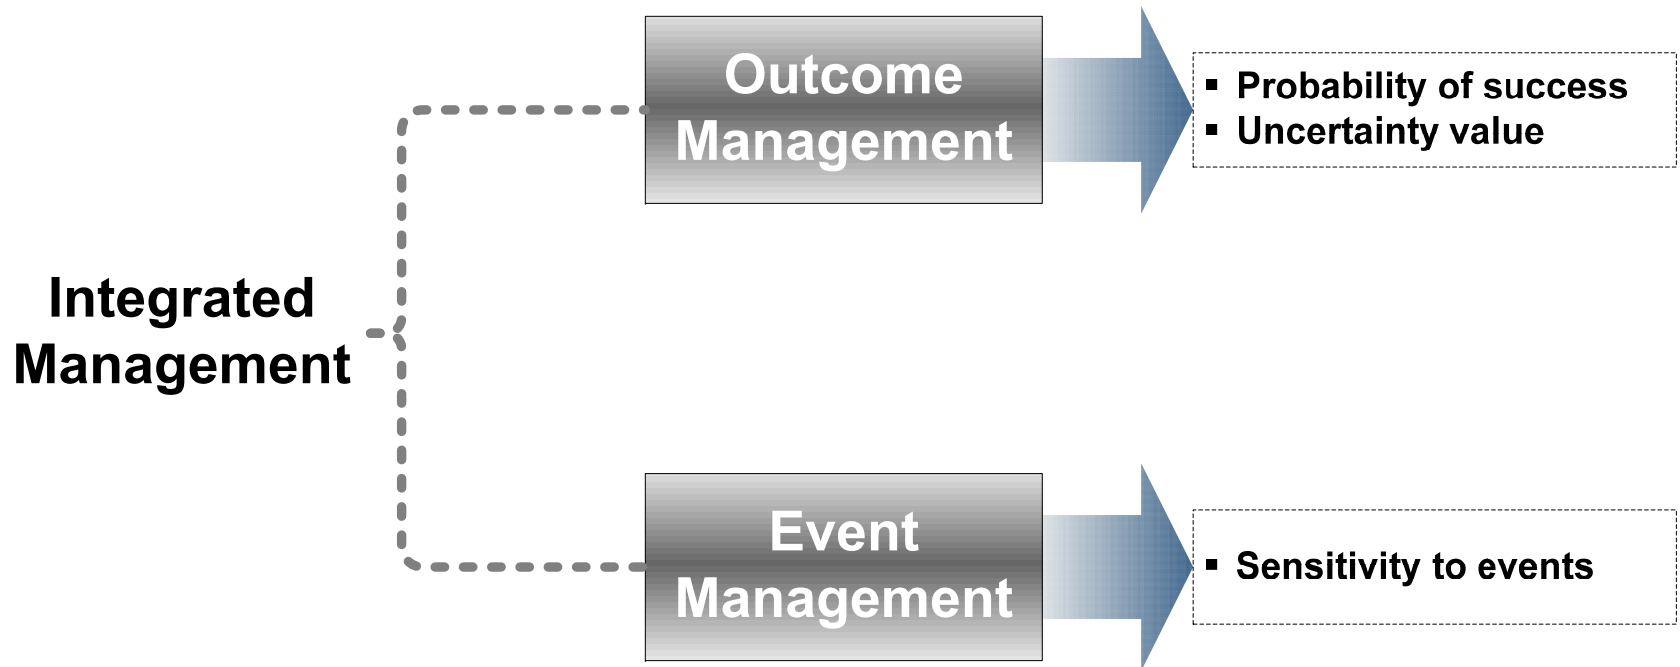 Integrated
Management
Outcome
Management
▪ Probability of success
▪ Uncertainty value
Event
Management
▪ Sensitivity to events